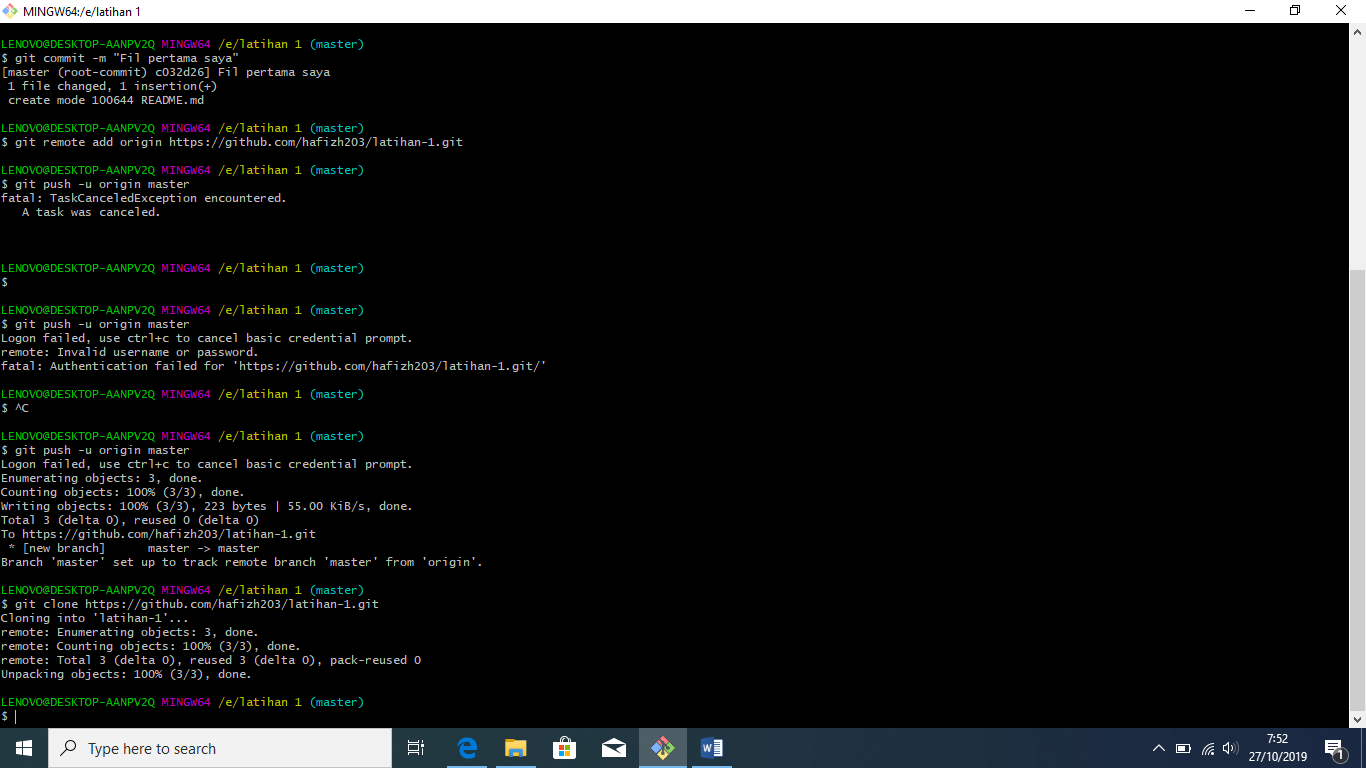 MINGW64:/e/latihan 1
LENOVO@DESKTOP-AANPV2Q MINGW64 /e/latihan 1 (master)
$ git commit -m "Fil pertama saya"
[master (root-commit) c032d26] Fil pertama saya
 1 file changed, 1 insertion(+)
 create mode 100644 README.md
LENOVO@DESKTOP-AANPV2Q MINGW64 /e/latihan 1 (master)
$ git remote add origin https://github.com/hafizh203/latihan-1.git
LENOVO@DESKTOP-AANPV2Q MINGW64 /e/latihan 1 (master)
$ git push -u origin master
fatal: TaskCanceledException encountered.
   A task was canceled.
LENOVO@DESKTOP-AANPV2Q MINGW64 /e/latihan 1 (master)
$
LENOVO@DESKTOP-AANPV2Q MINGW64 /e/latihan 1 (master)
$ git push -u origin master
Logon failed, use ctrl+c to cancel basic credential prompt.
remote: Invalid username or password.
fatal: Authentication failed for 'https://github.com/hafizh203/latihan-1.git/'
LENOVO@DESKTOP-AANPV2Q MINGW64 /e/latihan 1 (master)
$ ^C
LENOVO@DESKTOP-AANPV2Q MINGW64 /e/latihan 1 (master)
$ git push -u origin master
Logon failed, use ctrl+c to cancel basic credential prompt.
Enumerating objects: 3, done.
Counting objects: 100% (3/3), done.
Writing objects: 100% (3/3), 223 bytes | 55.00 KiB/s, done.
Total 3 (delta 0), reused 0 (delta 0)
To https://github.com/hafizh203/latihan-1.git
 * [new branch]      master -> master
Branch 'master' set up to track remote branch 'master' from 'origin'.
LENOVO@DESKTOP-AANPV2Q MINGW64 /e/latihan 1 (master)
$ git clone https://github.com/hafizh203/latihan-1.git
Cloning into 'latihan-1'...
remote: Enumerating objects: 3, done.
remote: Counting objects: 100% (3/3), done.
remote: Total 3 (delta 0), reused 3 (delta 0), pack-reused 0
Unpacking objects: 100% (3/3), done.
LENOVO@DESKTOP-AANPV2Q MINGW64 /e/latihan 1 (master)
$
Type here to search
7:52
27/10/2019
1